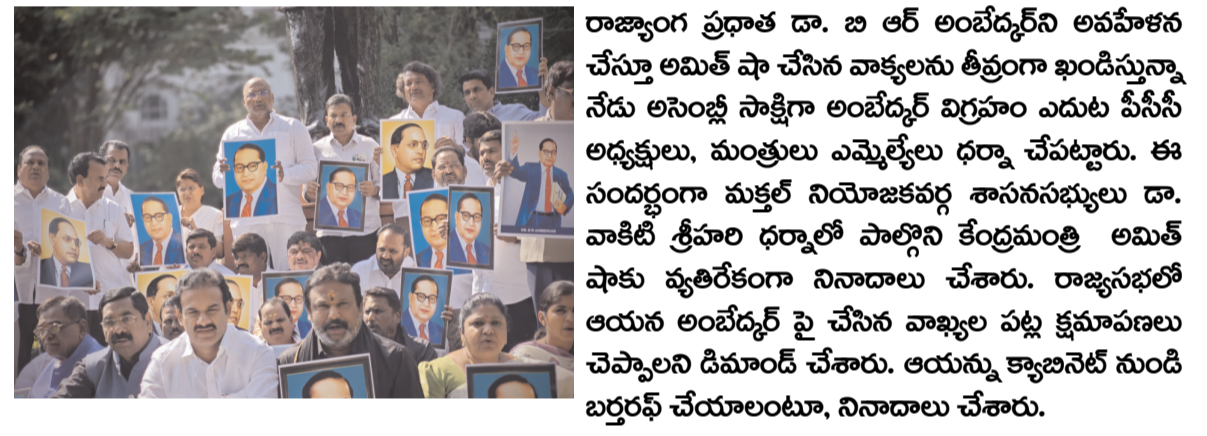 రాజ్యాంగ ప్రధాత డా. బి ఆర్ అంబేద్కర్‌ని అవహేళన
చేస్తూ అమిత్ షా చేసిన వాక్యలను తీవ్రంగా ఖండిస్తున్నా
నేడు అసెంబ్లీ సాక్షిగా అంబేద్కర్ విగ్రహం ఎదుట పీసీసీ
అధ్యక్షులు, మంత్రులు ఎమ్మెల్యేలు ధర్నా చేపట్టారు. ఈ
సందర్భంగా మక్తల్ నియోజకవర్గ శాసనసభ్యులు డా.
వాకిటి శ్రీహరి ధర్నాలో పాల్గొని కేంద్రమంత్రి అమిత్
షాకు వ్యతిరేకంగా నినాదాలు చేశారు. రాజ్యసభలో
ఆయన అంబేద్కర్ పై చేసిన వాఖ్యల పట్ల క్షమాపణలు
చెప్పాలని డిమాండ్ చేశారు. ఆయన్ను క్యాబినెట్ నుండి
బర్తరఫ్ చేయాలంటూ, నినాదాలు చేశారు.